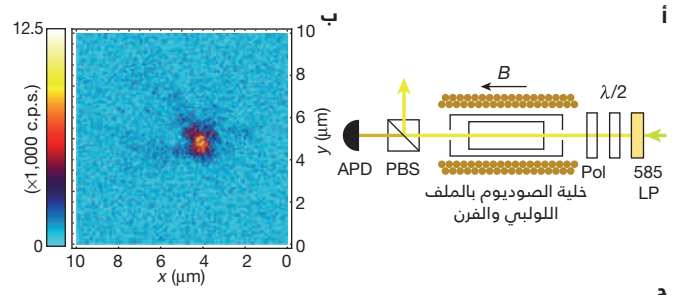 أ
B
λ/2
APD
PBS
Pol
585
LP
خلية الصوديوم بالملف
اللولبي والفرن
ب
12.5
(×1,000 c.p.s.)
0
10
8
6
4
2
0
y (μm)
10 8 6 4 2 0
x (μm)